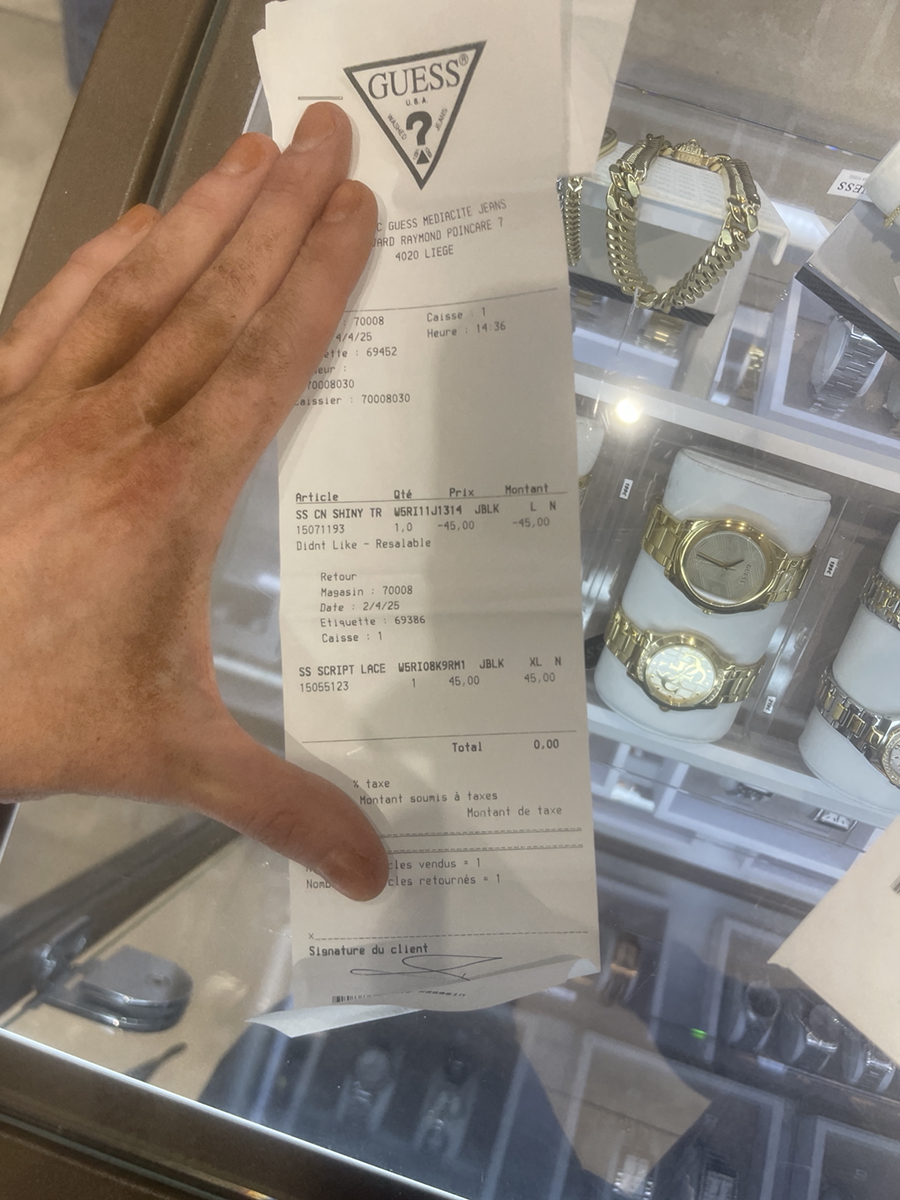 GUESS®
U.S.A.
WASHED ? JEANS
C GUESS MEDIACITE JEANS
ARD RAYMOND POINCARE 7
4020 LIEGE
: 70008 Caisse : 1
4/4/25 Heure : 14:36
ette : 69452
eur :
70008030
aissier : 70008030
Article Qté Prix Montant
SS CN SHINY TR W5RI11J1314 JBLK L N
15071193 1,0 -45,00 -45,00
Didnt Like - Resalable
Retour
Magasin : 70008
Date : 2/4/25
Etiquette : 69386
Caisse : 1
SS SCRIPT LACE W5RI08K9RM1 JBLK XL N
15055123 1 45,00 45,00
Total 0,00
% taxe
Montant soumis à taxes
Montant de taxe
cles vendus = 1
Nomb cles retournés = 1
x
Signature du client